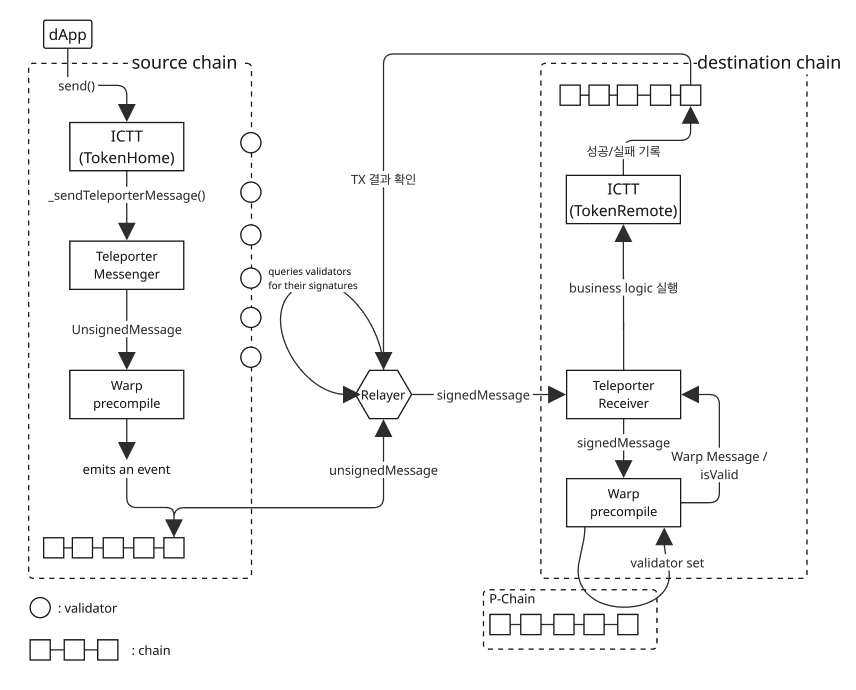 dApp
source chain
send()
ICTT
(TokenHome)
_sendTeleporterMessage()
Teleporter
Messenger
UnsignedMessage
Warp
precompile
emits an event
queries validators
for their signatures
TX 결과 확인
Relayer
unsignedMessage
signedMessage
destination chain
성공/실패 기록
ICTT
(TokenRemote)
business logic 실행
Teleporter
Receiver
signedMessage
Warp Message /
isValid
Warp
precompile
validator set
P-Chain
: validator
: chain